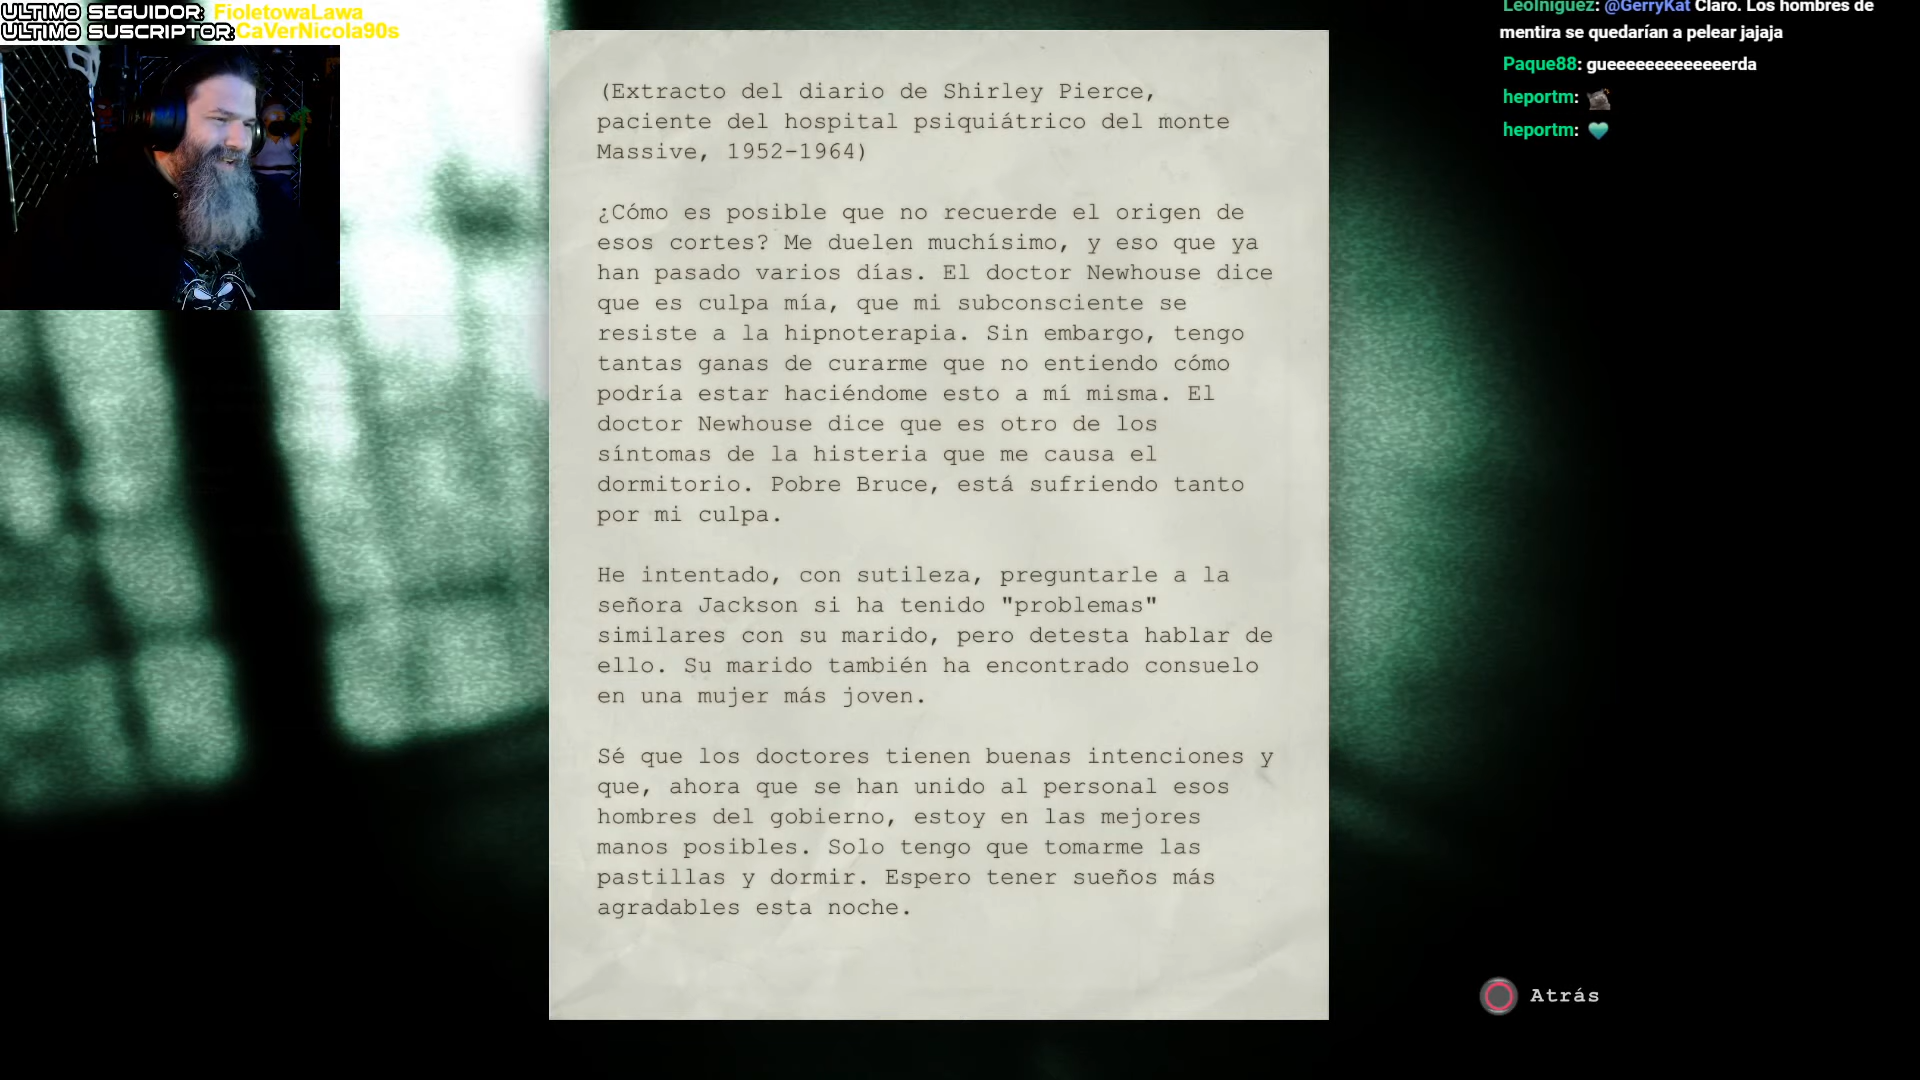 ULTIMO SEGUIDOR: FioletowaLawa
ULTIMO SUSCRIPTOR:CaVerNicola90s
LeoIniguez: @GerryKat Claro. Los hombres de
mentira se quedarían a pelear jajaja
Paque88: gueeeeeeeeeeeeerda
heportm:
heportm:
(Extracto del diario de Shirley Pierce,
paciente del hospital psiquiátrico del monte
Massive, 1952-1964)
¿Cómo es posible que no recuerde el origen de
esos cortes? Me duelen muchísimo, y eso que ya
han pasado varios días. El doctor Newhouse dice
que es culpa mía, que mi subconsciente se
resiste a la hipnoterapia. Sin embargo, tengo
tantas ganas de curarme que no entiendo cómo
podría estar haciéndome esto a mí misma. El
doctor Newhouse dice que es otro de los
síntomas de la histeria que me causa el
dormitorio. Pobre Bruce, está sufriendo tanto
por mi culpa.
He intentado, con sutileza, preguntarle a la
señora Jackson si ha tenido "problemas"
similares con su marido, pero detesta hablar de
ello. Su marido también ha encontrado consuelo
en una mujer más joven.
Sé que los doctores tienen buenas intenciones y
que, ahora que se han unido al personal esos
hombres del gobierno, estoy en las mejores
manos posibles. Solo tengo que tomarme las
pastillas y dormir. Espero tener sueños más
agradables esta noche.
Atrás